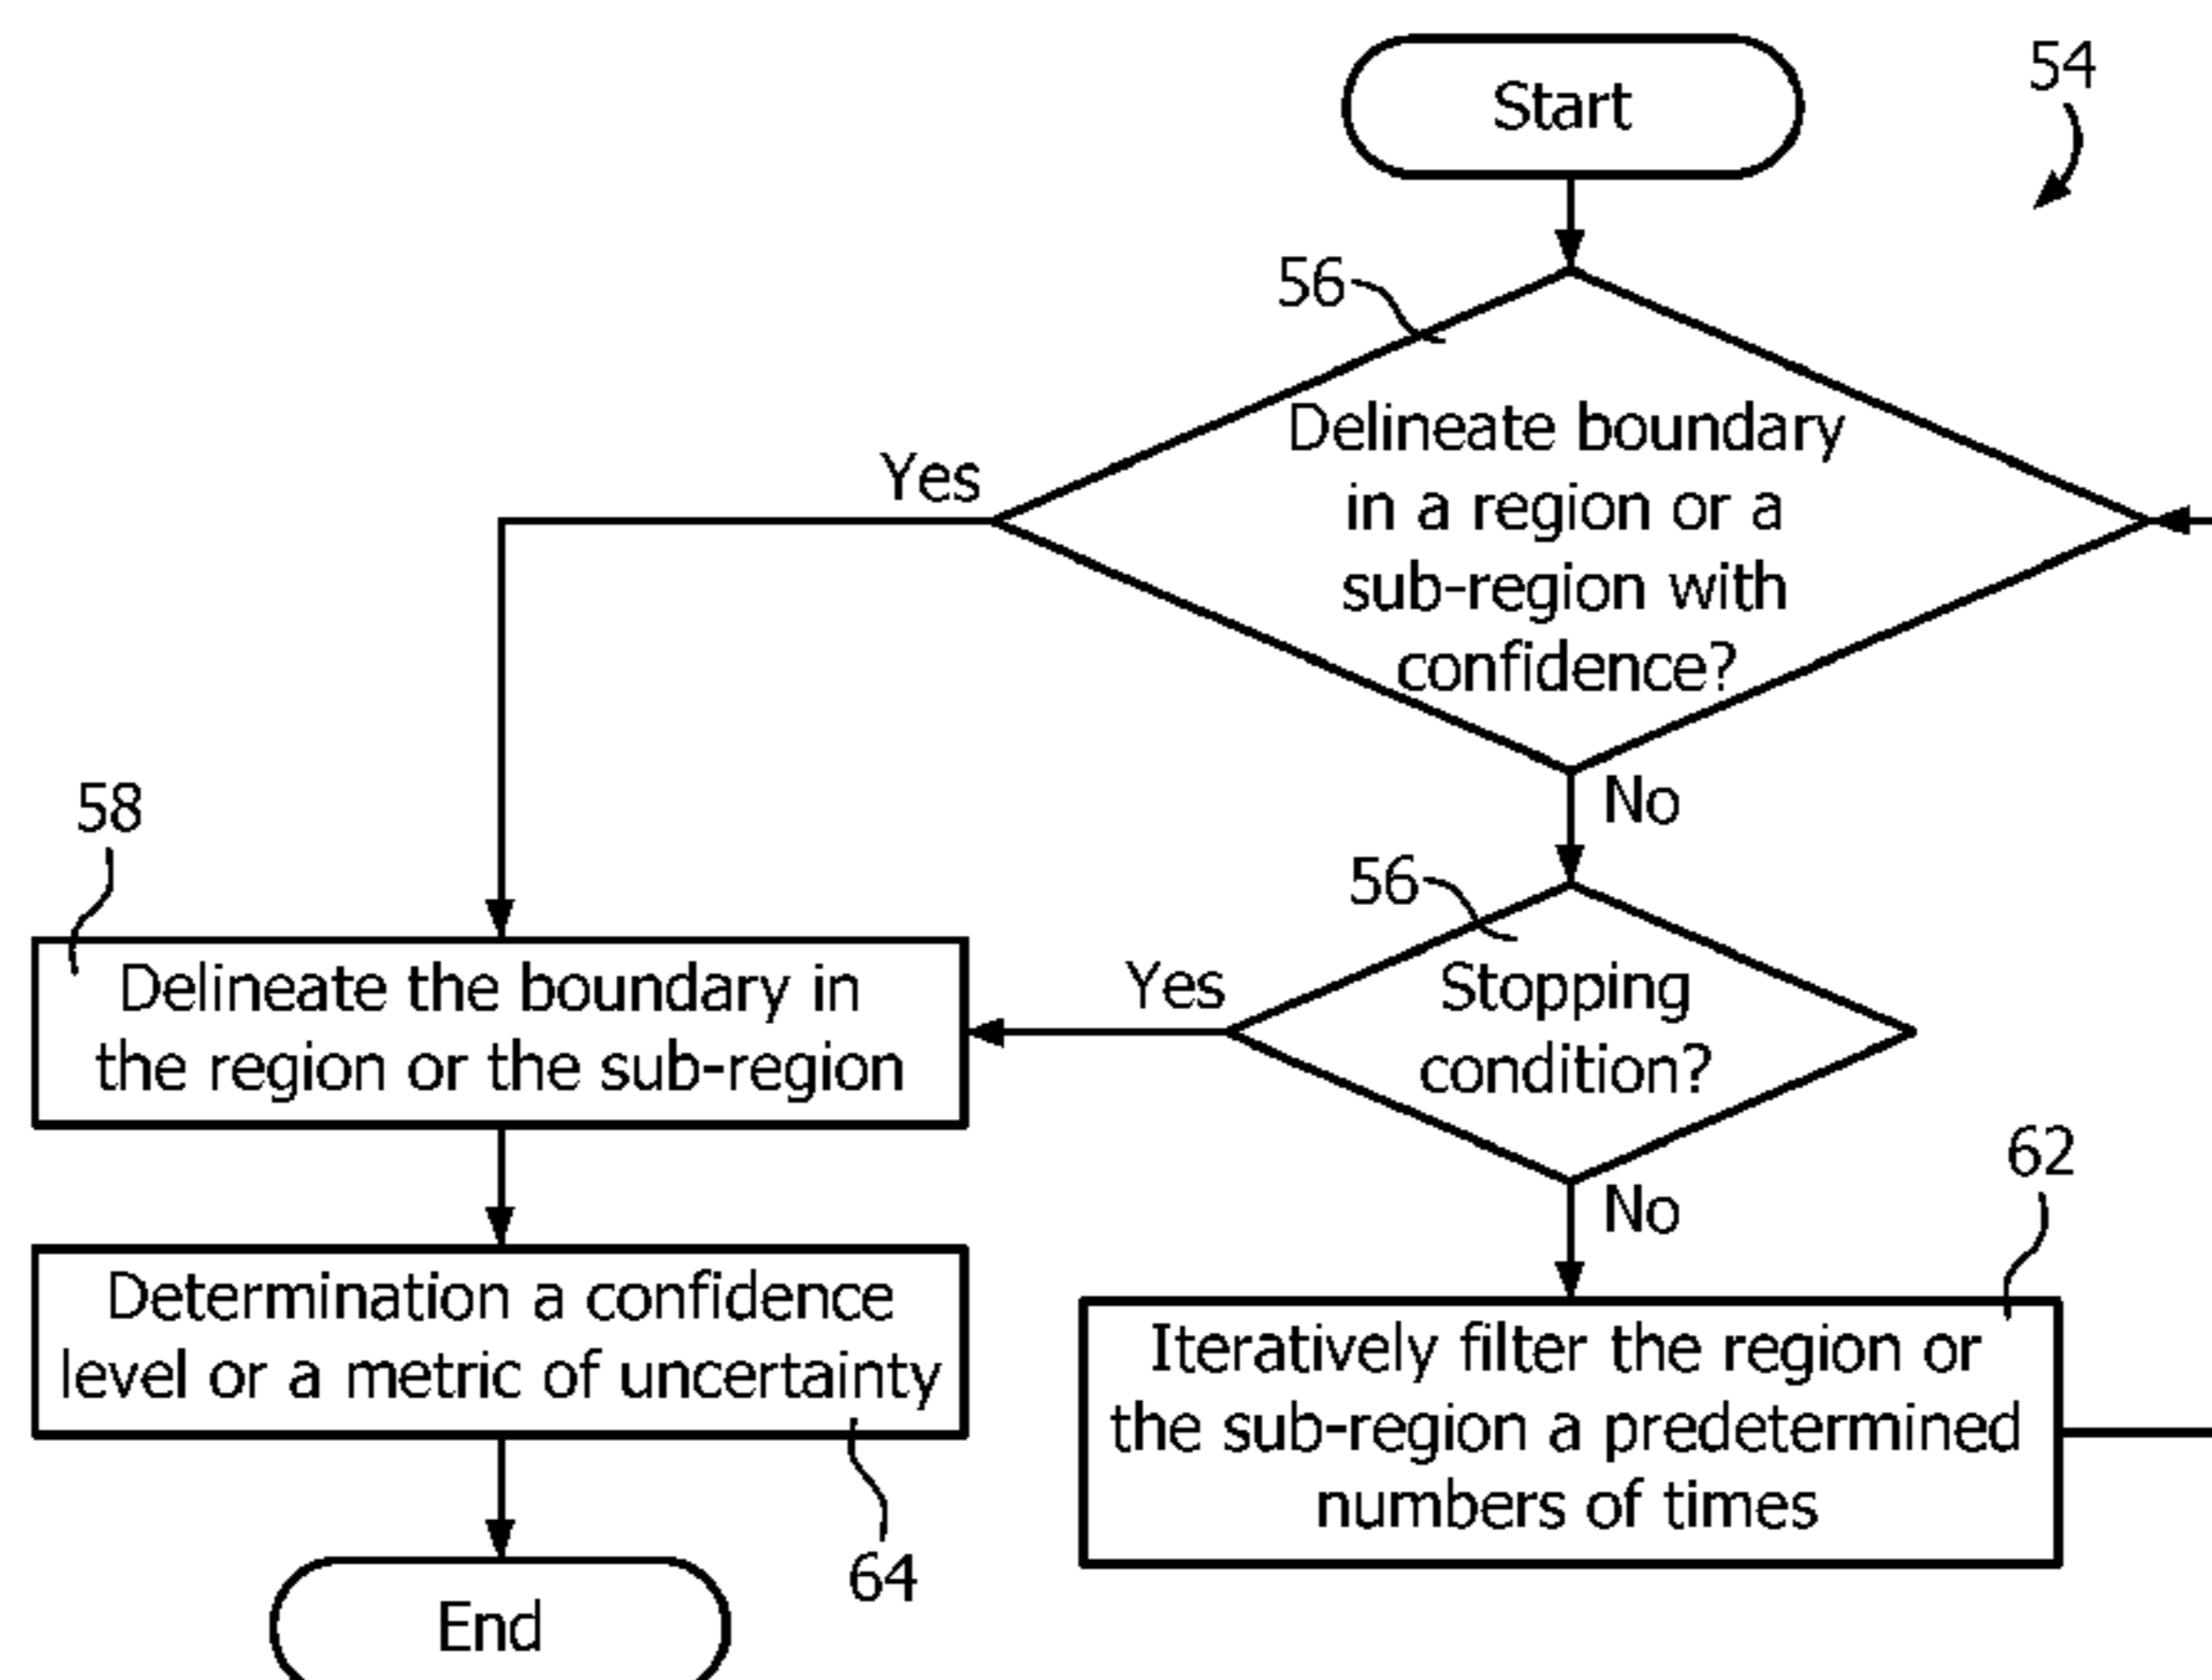 Start
54
56
Delineate boundary
in a region or a
sub-region with
confidence?
Yes
No
58
56
Stopping
condition?
Yes
Delineate the boundary in
the region or the sub-region
No
62
Determination a confidence
level or a metric of uncertainty
Iteratively filter the region or
the sub-region a predetermined
numbers of times
64
End